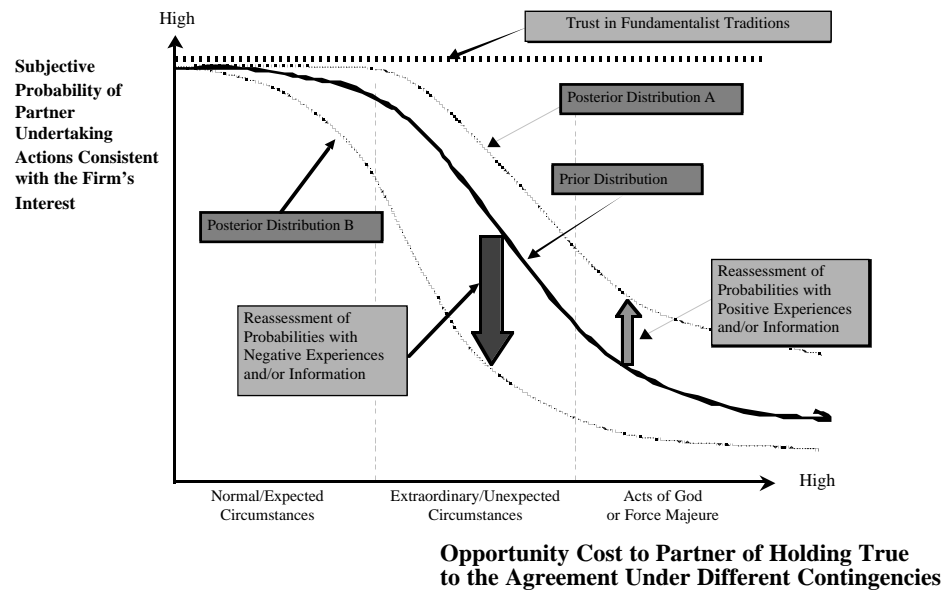 High
Trust in Fundamentalist Traditions
Subjective
Probability of
Partner
Undertaking
Actions Consistent
with the Firm's
Interest
Posterior Distribution A
Prior Distribution
Posterior Distribution B
Reassessment of
Probabilities with
Positive Experiences
and/or Information
Reassessment of
Probabilities with
Negative Experiences
and/or Information
High
Normal/Expected
Circumstances
Extraordinary/Unexpected
Circumstances
Acts of God
or Force Majeure
Opportunity Cost to Partner of Holding True
to the Agreement Under Different Contingencies